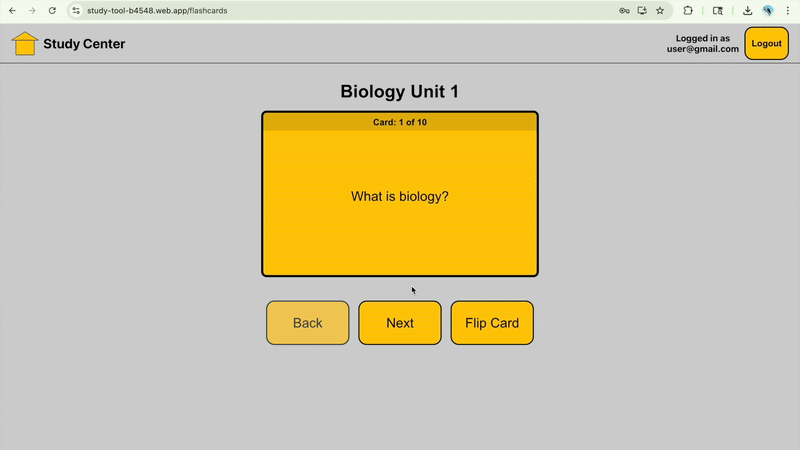 study-tool-b4548.web.app/flashcards
Study Center
Logged in as
user@gmail.com
Logout
Biology Unit 1
Card: 1 of 10
What is biology?
Back
Next
Flip Card